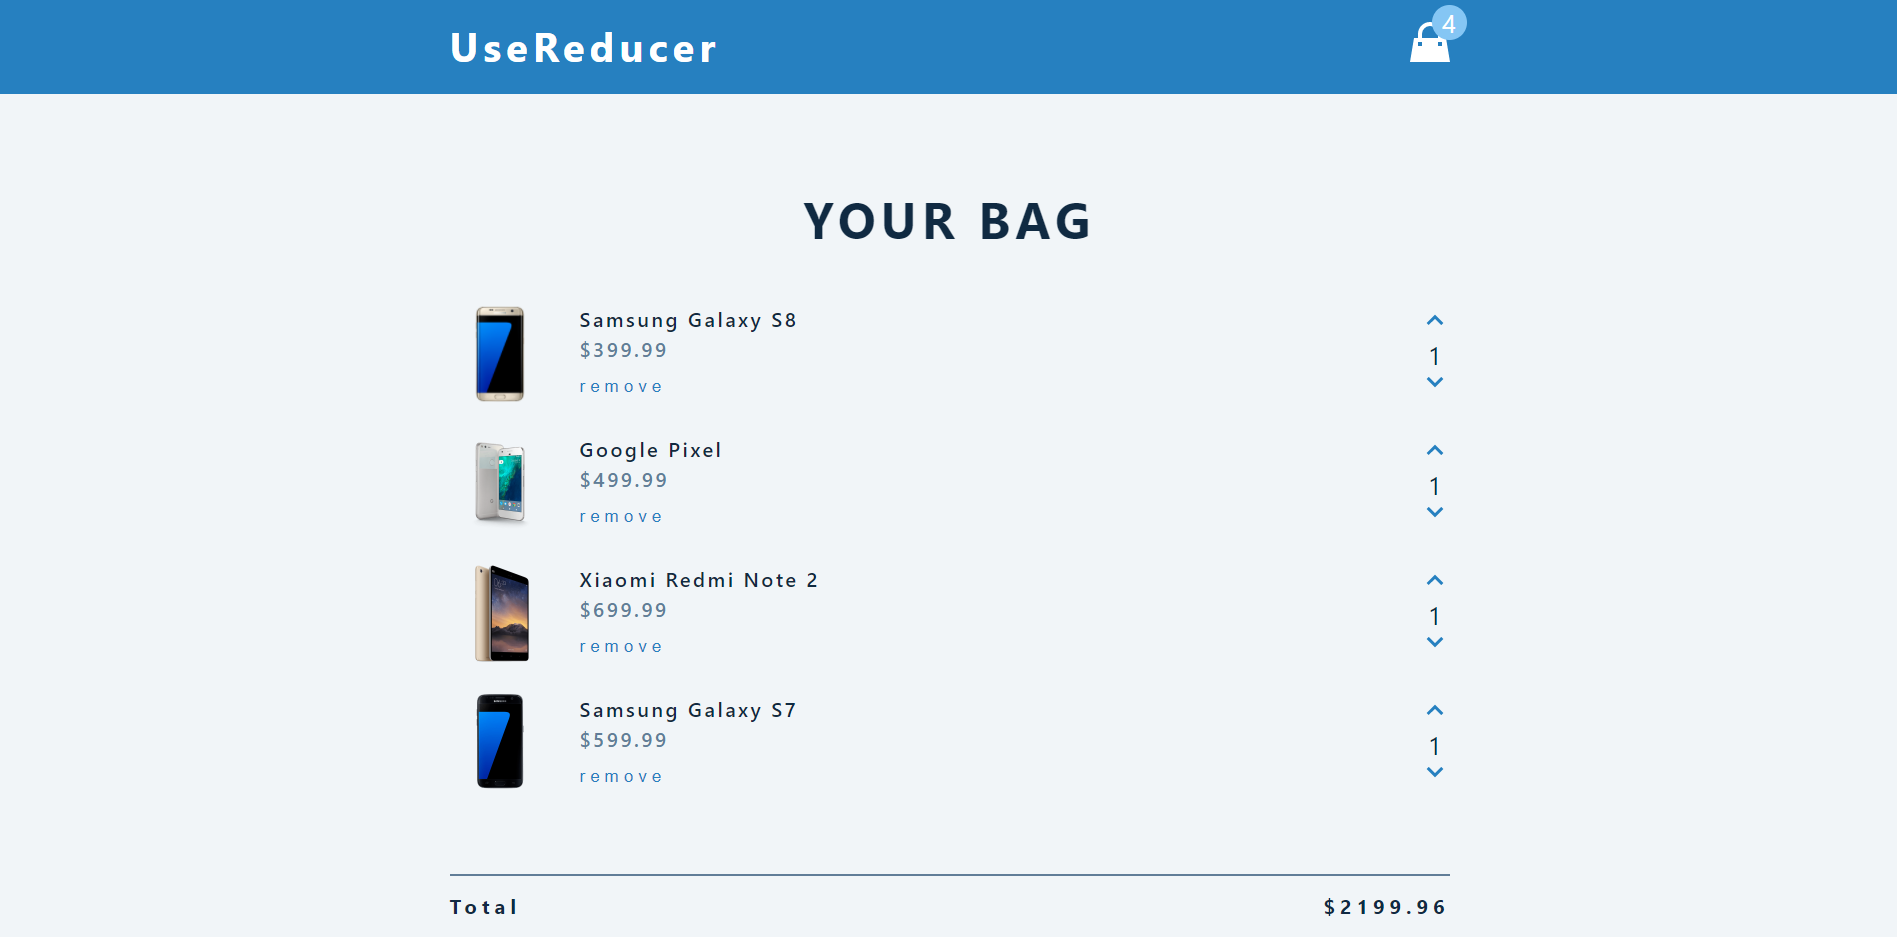 UseReducer
4
YOUR BAG
Samsung Galaxy S8
$399.99
remove
1
Google Pixel
$499.99
remove
1
Xiaomi Redmi Note 2
$699.99
remove
1
Samsung Galaxy S7
$599.99
remove
1
Total
$2199.96